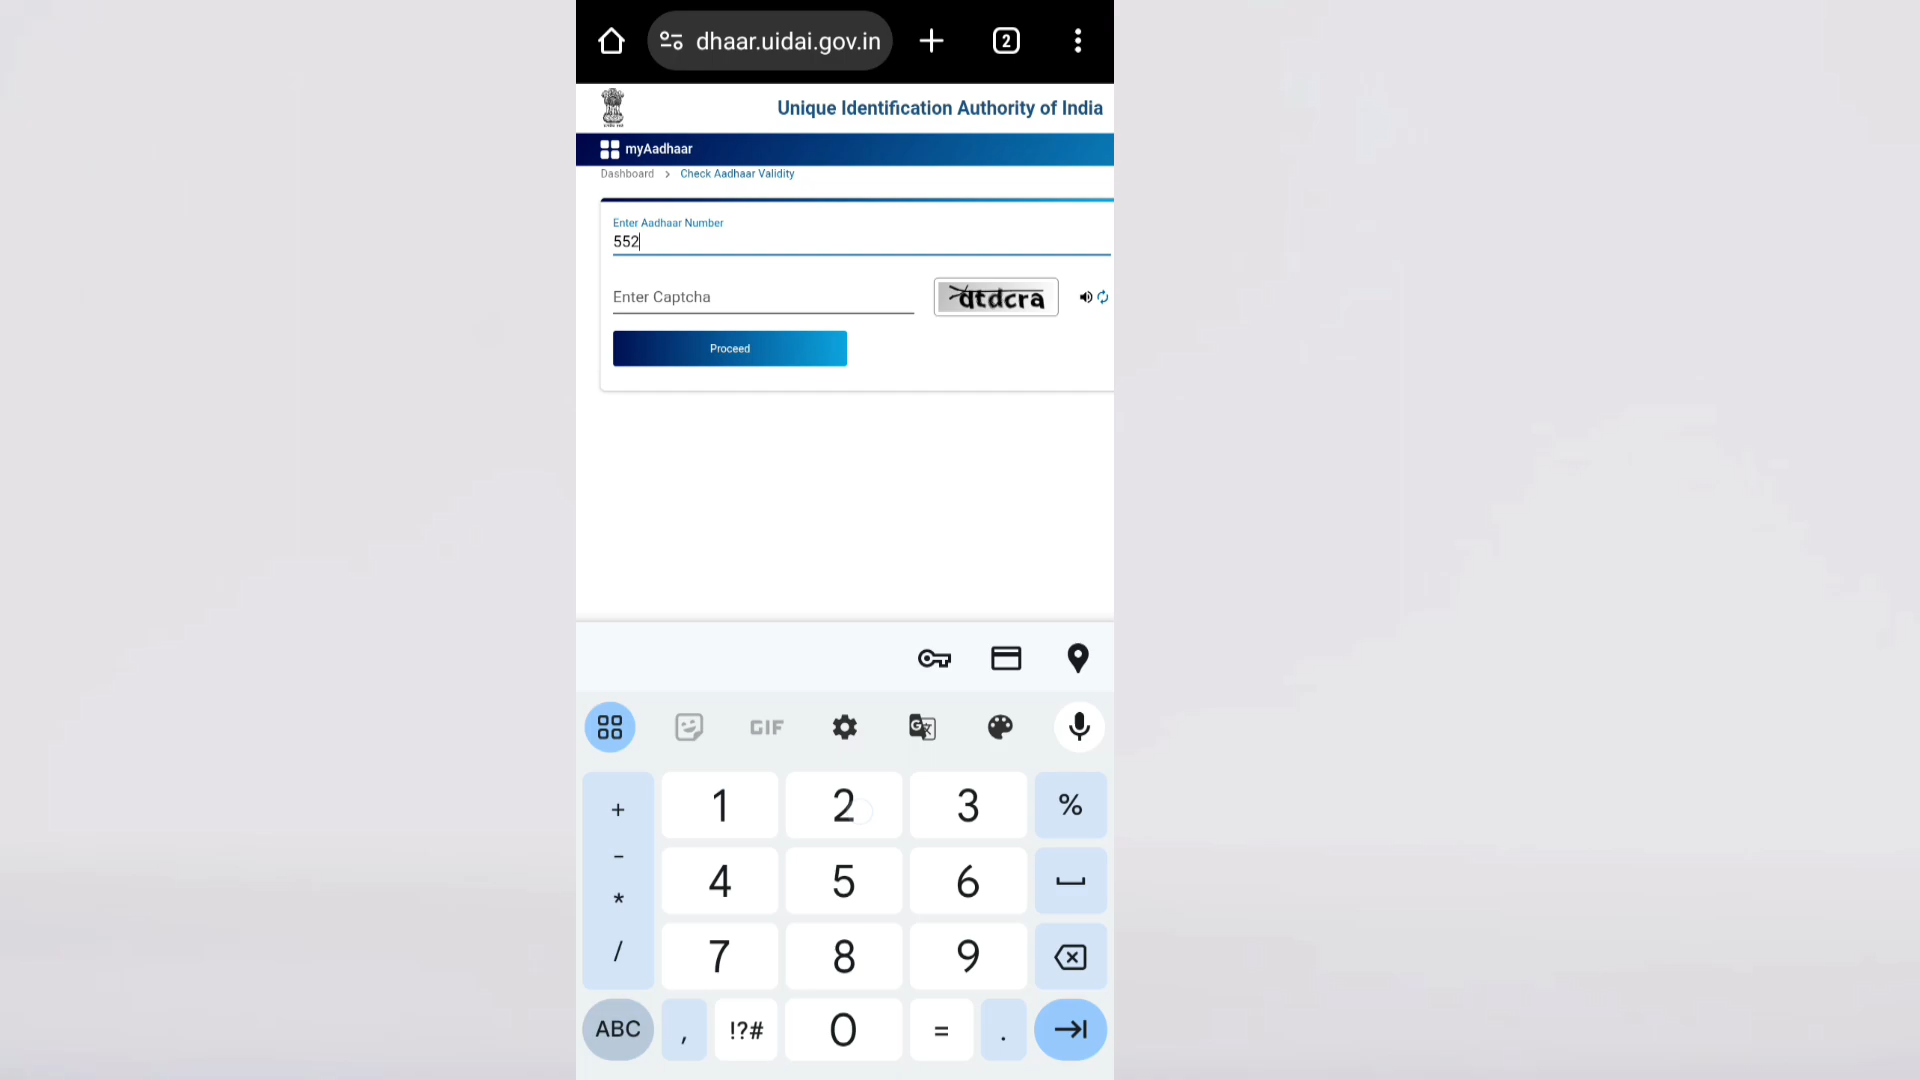 dhaar.uidai.gov.in
2
Unique Identification Authority of India
myAadhaar
Dashboard > Check Aadhaar Validity
Enter Aadhaar Number
552
Enter Captcha
dtdcra
Proceed
GIF
+ 1 2 3 %
- 4 5 6
*
/ 7 8 9
ABC , !?# 0 = .